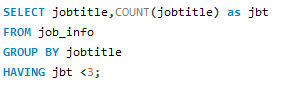 SELECT jobtitle,COUNT(jobtitle) as jbt
FROM job_info
GROUP BY jobtitle
HAVING jbt <3;